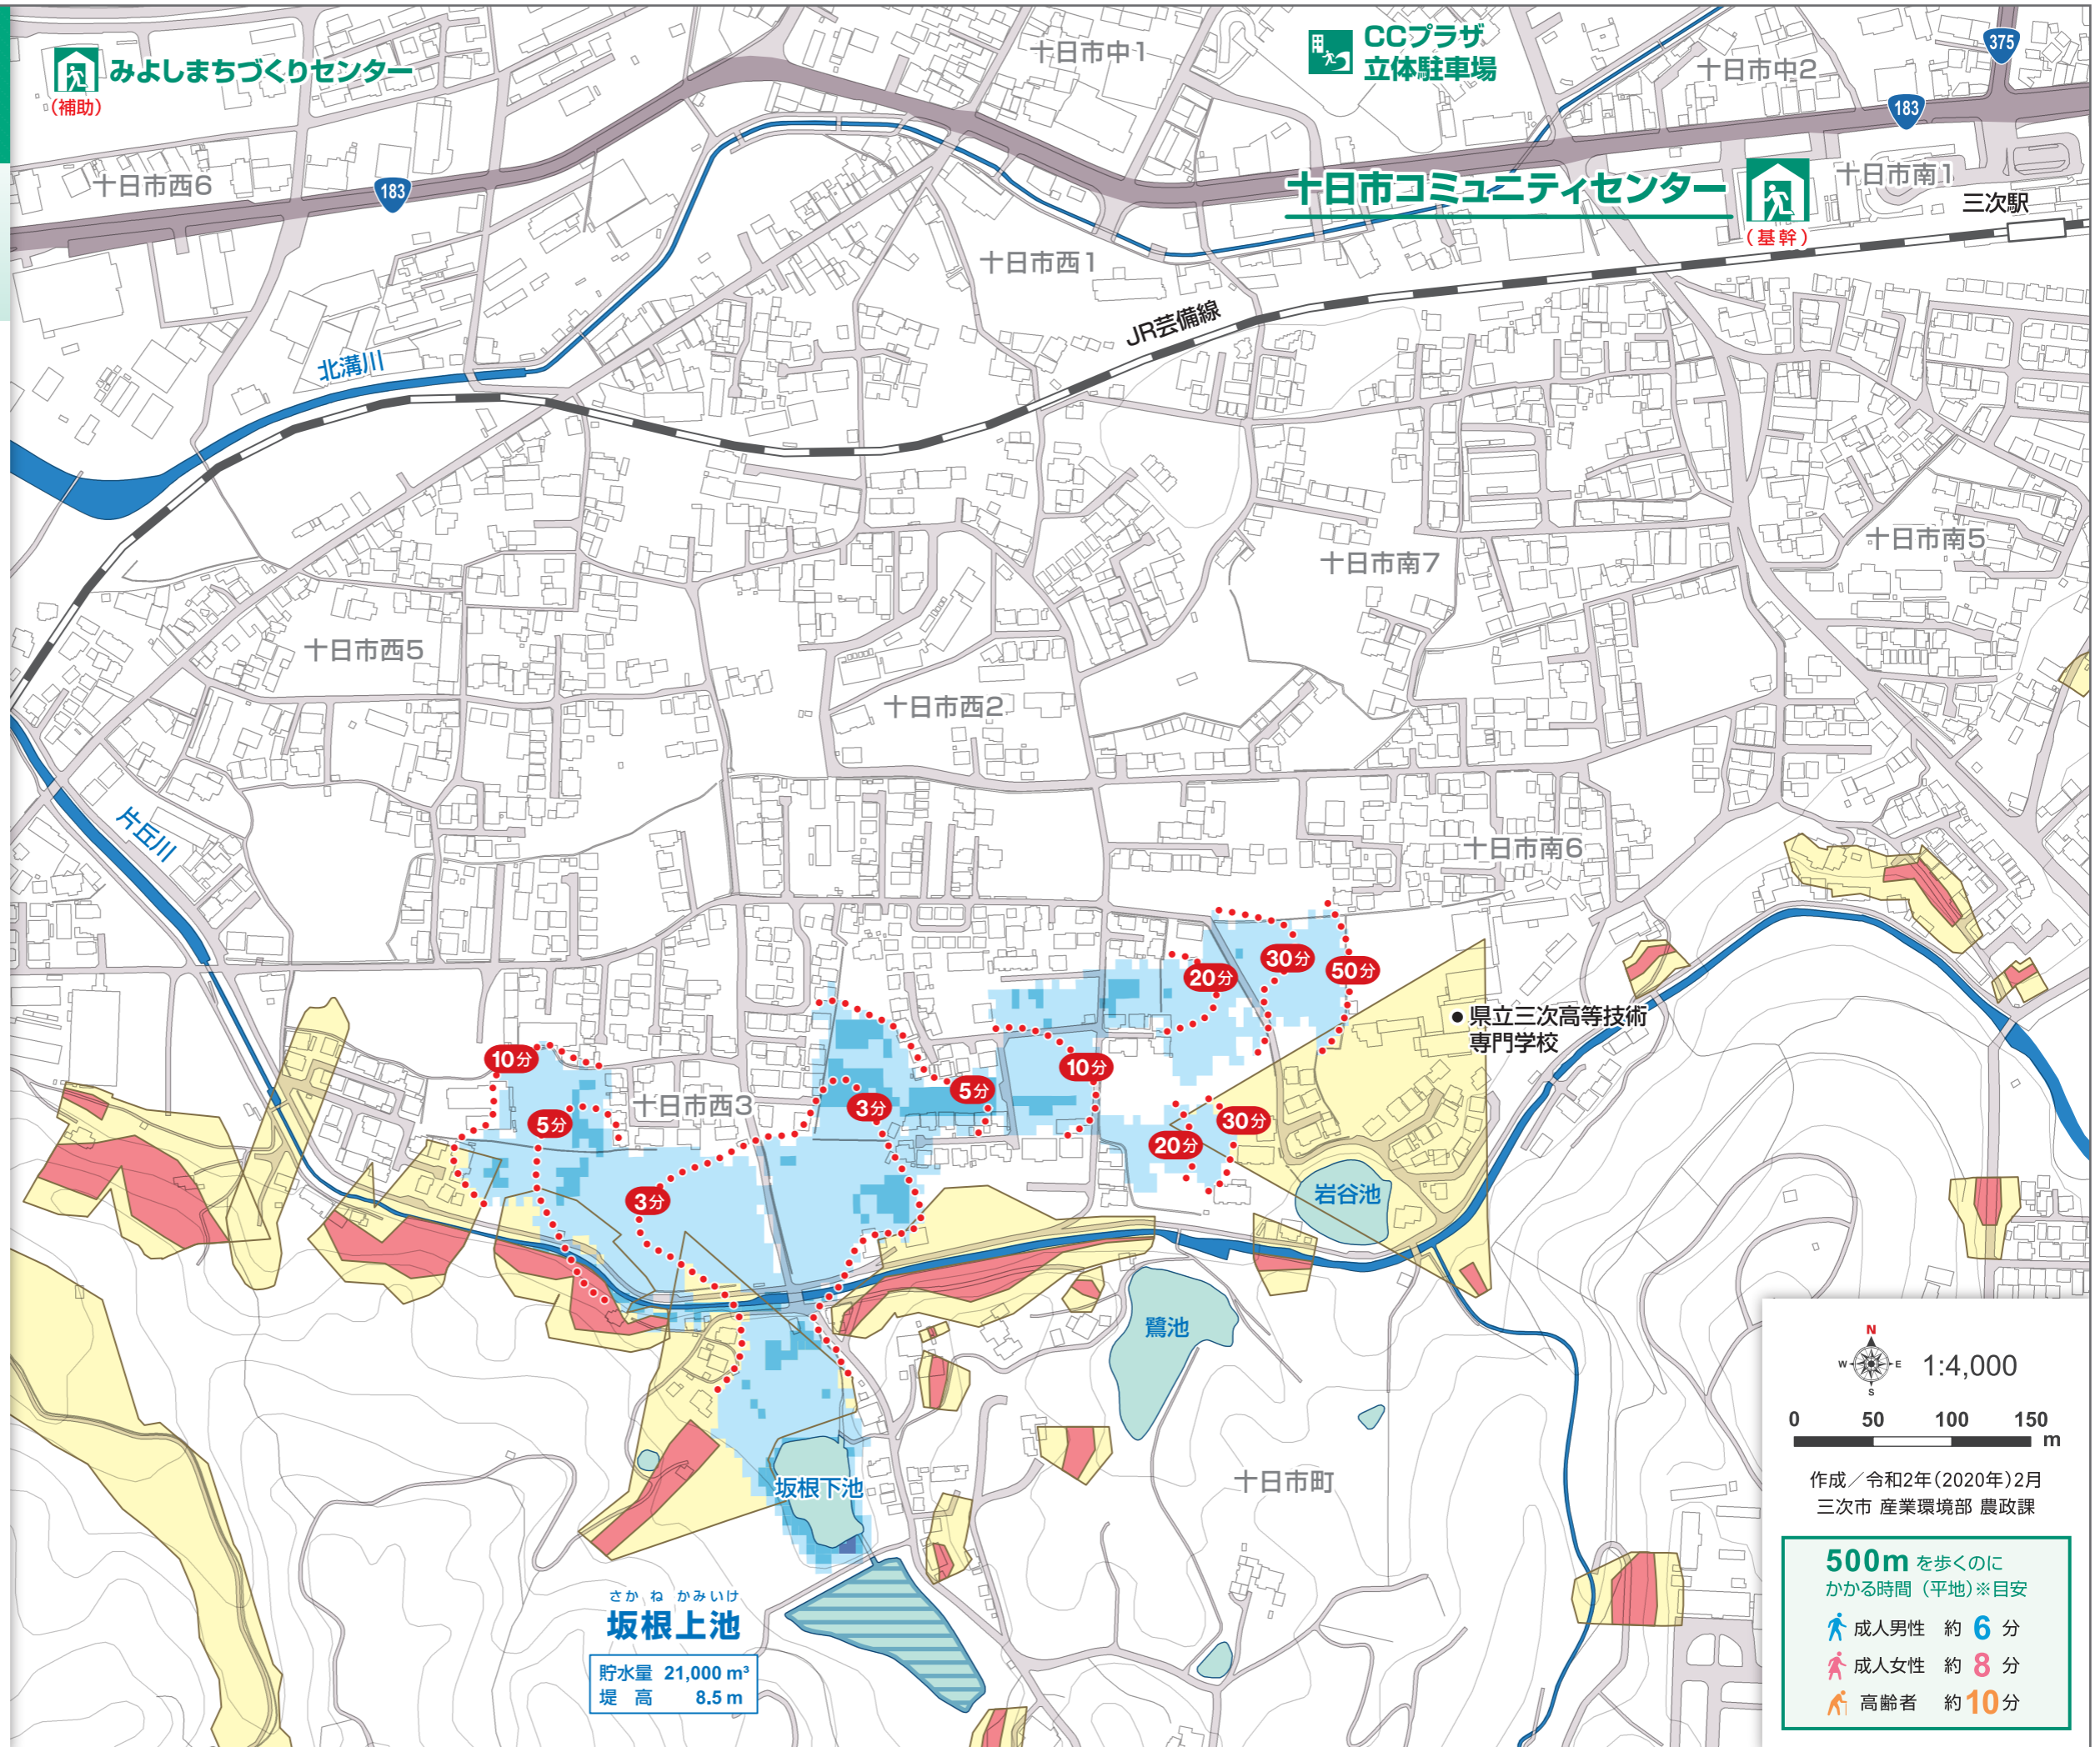 みよしまちづくりセンター
(補助)
十日市中1
CCプラザ
立体駐車場
十日市中2
375
183
十日市西6
183
十日市コミュニティセンター
(基幹)
十日市南1
三次駅
十日市西1
JR芸備線
北溝川
十日市南5
十日市南7
十日市西5
十日市西2
片丘川
十日市南6
20分
30分
50分
県立三次高等技術
専門学校
10分
5分
十日市西3
3分
5分
10分
20分
30分
3分
岩谷池
鷺池
坂根下池
十日市町
さか ね かみいけ
坂根上池
貯水量 21,000 m³
堤 高 8.5 m
N
W E
S
1:4,000
0 50 100 150
m
作成/令和2年(2020年)2月
三次市 産業環境部 農政課
500m を歩くのに
かかる時間 (平地)※目安
成人男性 約 6 分
成人女性 約 8 分
高齢者 約 10 分